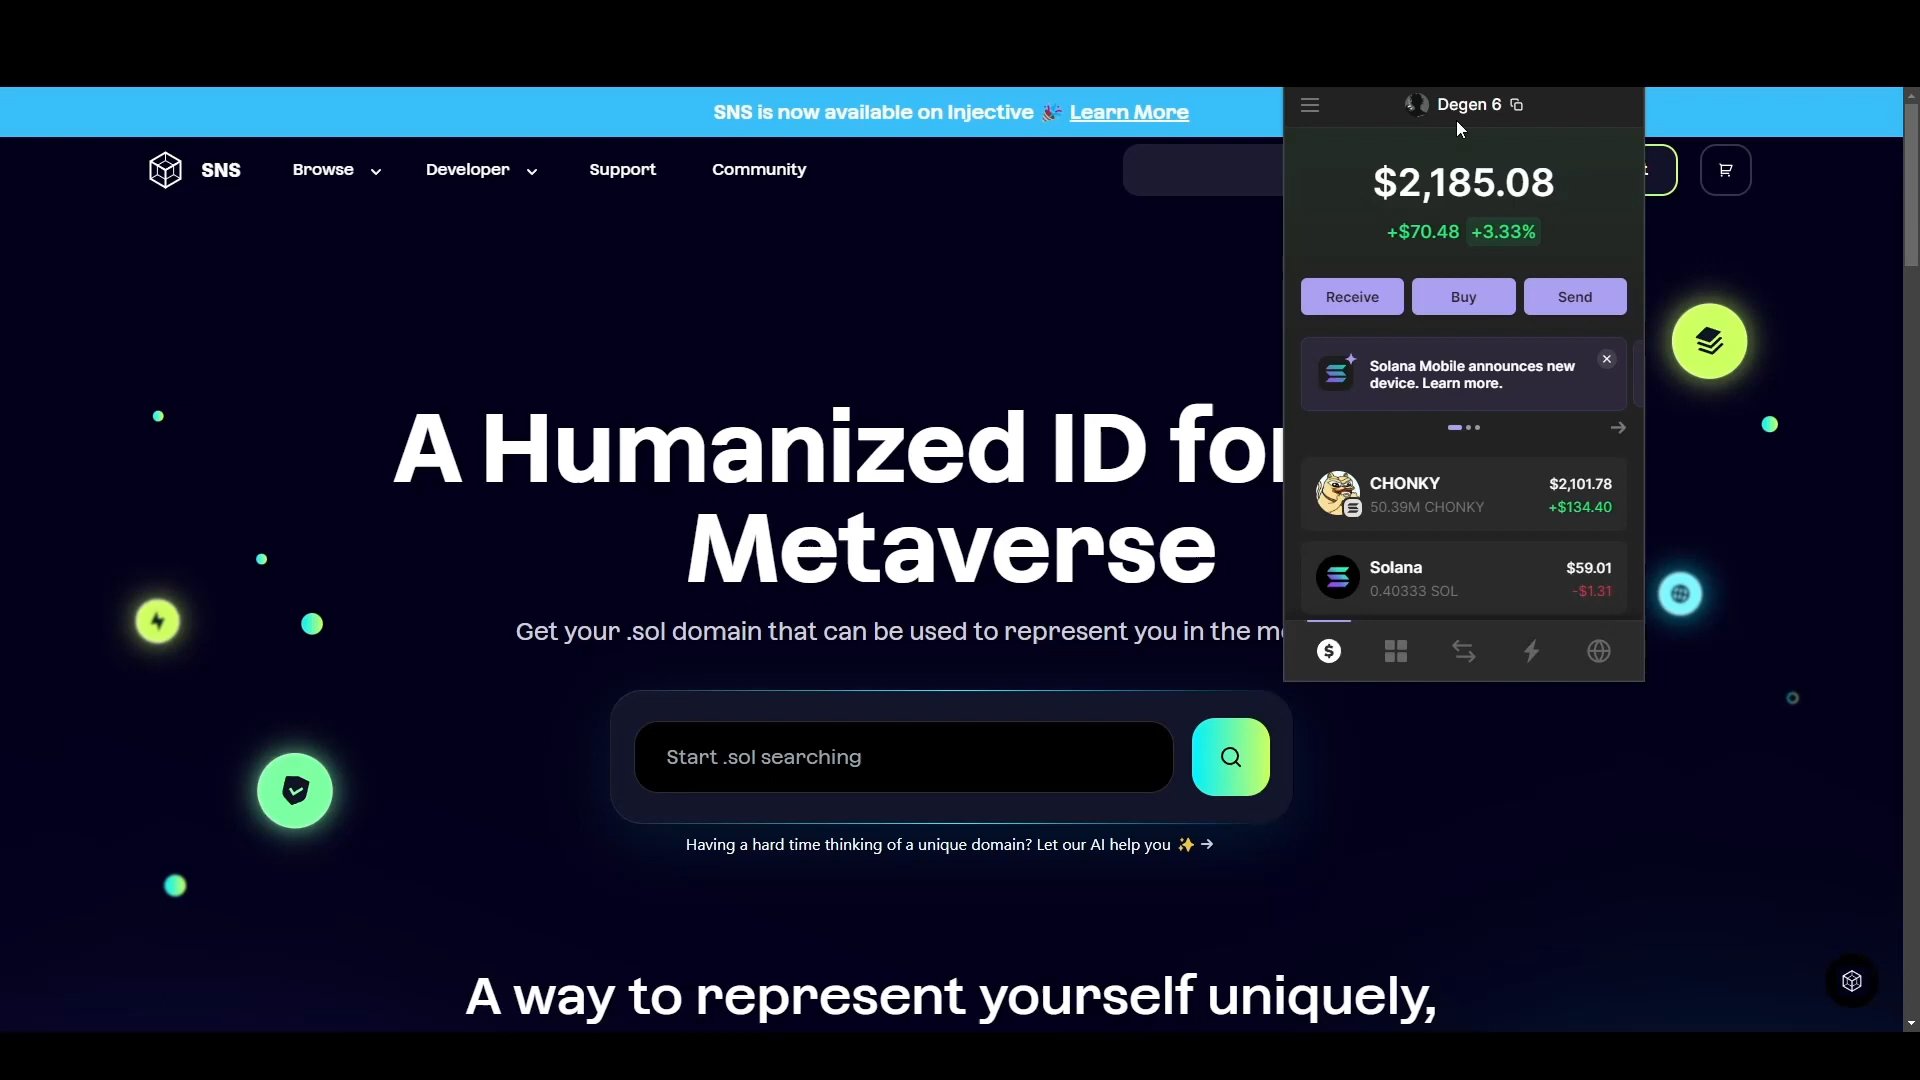 SNS is now available on Injective 🎉 Learn More
SNS
Browse
Developer
Support
Community
Degen 6
$2,185.08
+$70.48 +3.33%
Receive
Buy
Send
Solana Mobile announces new
device. Learn more.
CHONKY
$2,101.78
50.39M CHONKY
+$134.40
Solana
$59.01
0.40333 SOL
-$1.31
A Humanized ID for
Metaverse
Get your .sol domain that can be used to represent you in the
Start .sol searching
Having a hard time thinking of a unique domain? Let our AI help you ✨ →
A way to represent yourself uniquely,